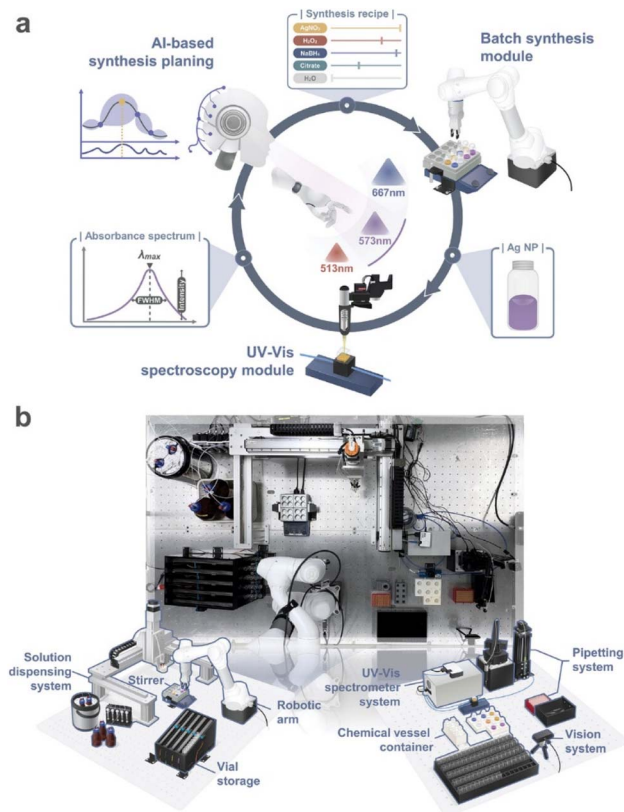 a
AI-based
synthesis planing
| Synthesis recipe |
AgNO₃
H₂O₂
NaBH₄
Citrate
H₂O
Batch synthesis
module
667nm
573nm
513nm
| Absorbance spectrum |
λmax
FWHM
Intensity
| Ag NP |
UV-Vis
spectroscopy module
b
Solution
dispensing
system
Stirrer
Robotic
arm
Vial
storage
UV-Vis
spectrometer
system
Chemical vessel
container
Pipetting
system
Vision
system